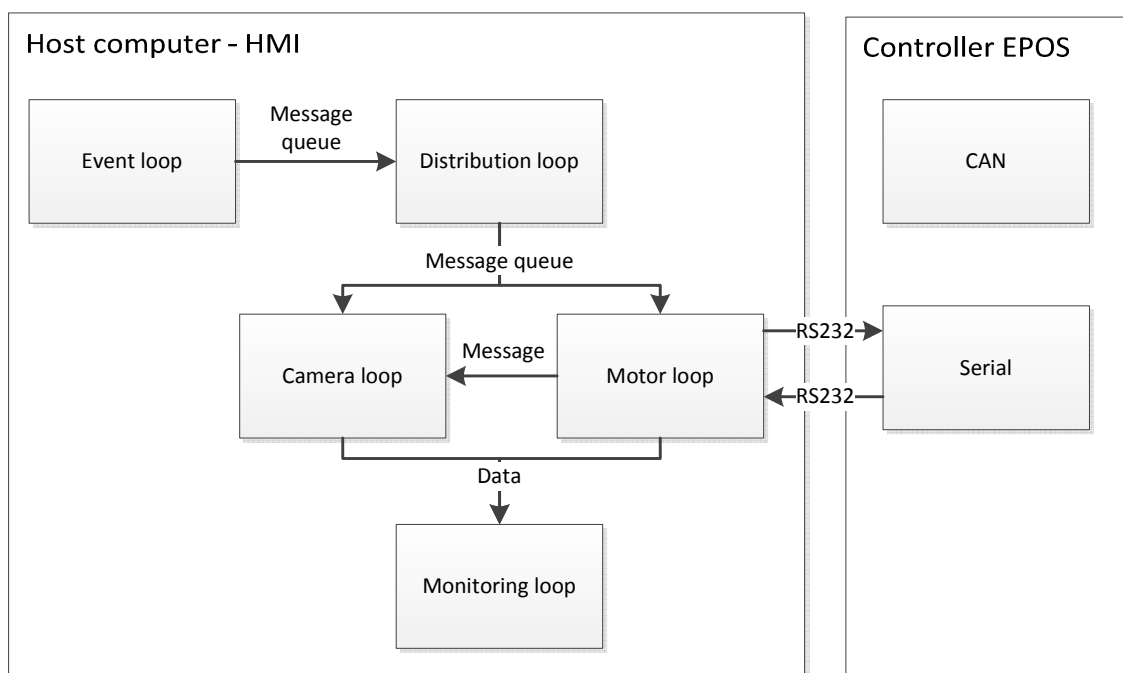 Host computer - HMI
Controller EPOS
Message
queue
Event loop
Distribution loop
CAN
Message queue
RS232
Camera loop
Message
Motor loop
Serial
RS232
Data
Monitoring loop